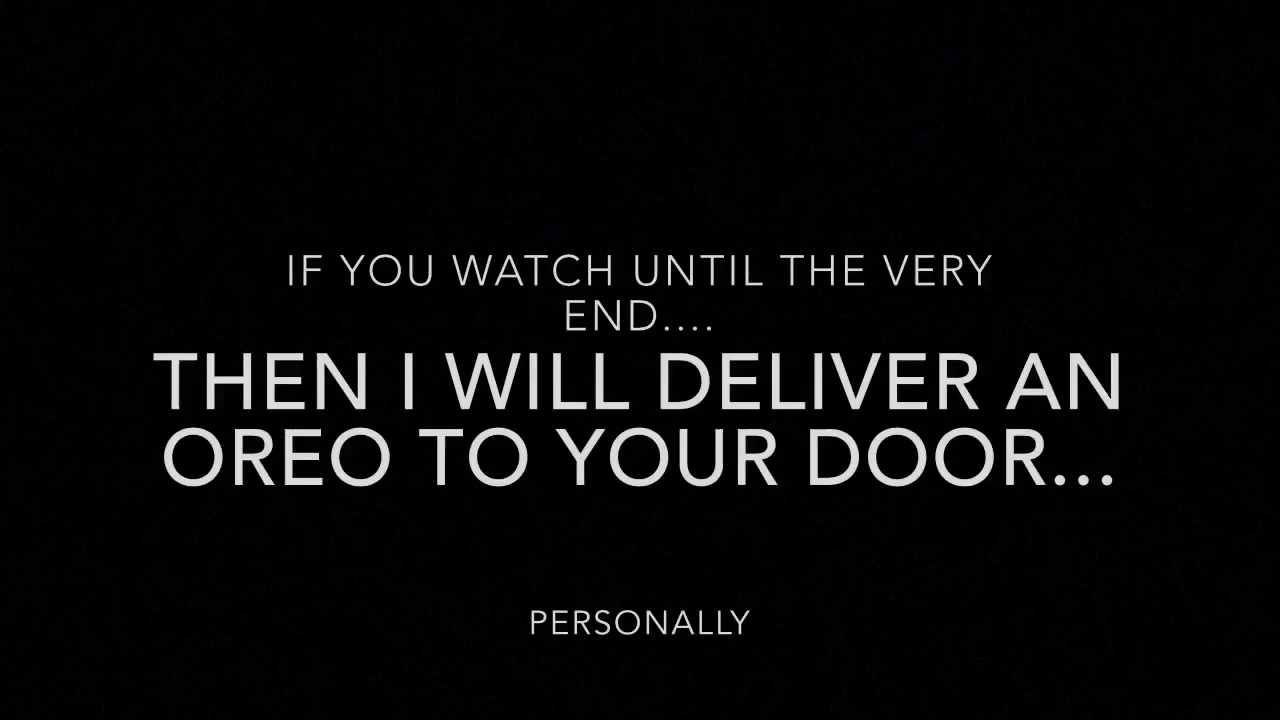 IF YOU WATCH UNTIL THE VERY
END....
THEN I WILL DELIVER AN
OREO TO YOUR DOOR...
PERSONALLY